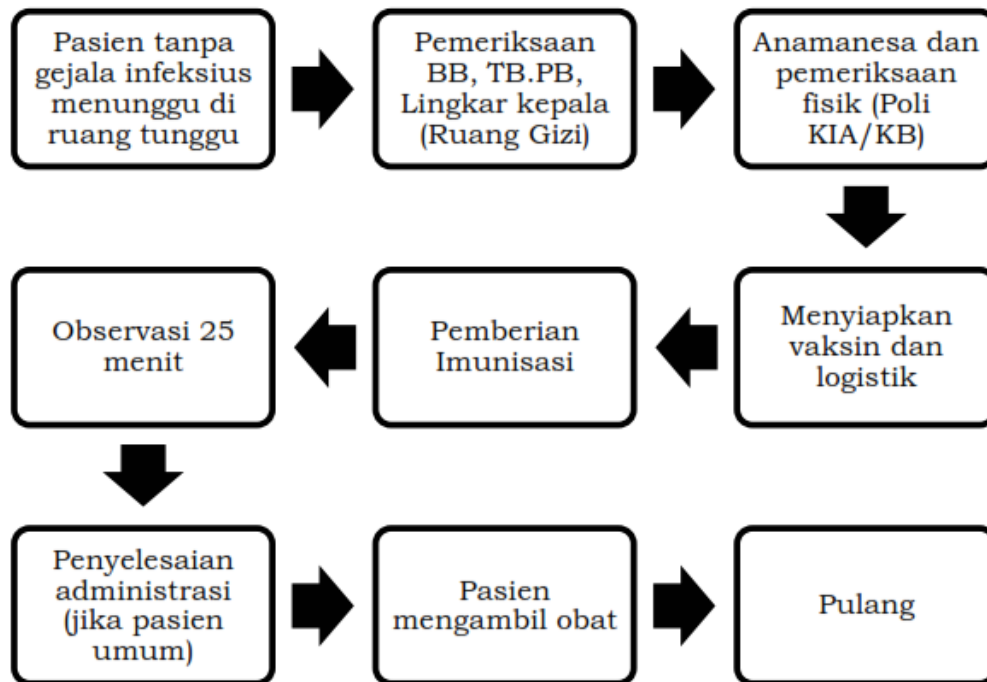 Pasien tanpa
gejala infeksius
menunggu di
ruang tunggu
Pemeriksaan
BB, TB.PB,
Lingkar kepala
(Ruang Gizi)
Anamanesa dan
pemeriksaan
fisik (Poli
KIA/KB)
Menyiapkan
vaksin dan
logistik
Pemberian
Imunisasi
Observasi 25
menit
Penyelesaian
administrasi
(jika pasien
umum)
Pasien
mengambil obat
Pulang